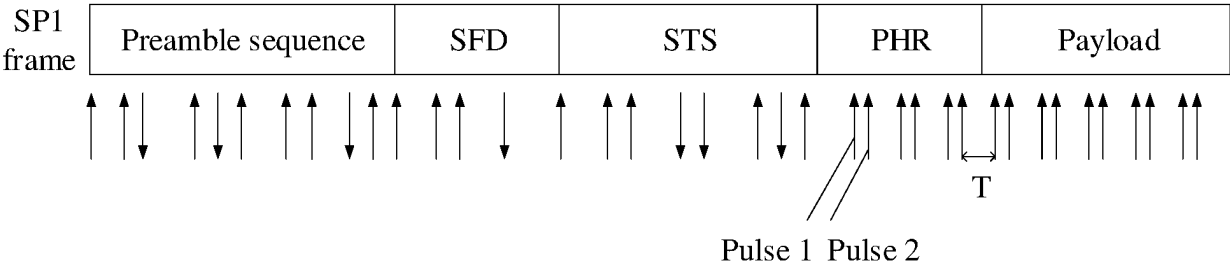 SP1
frame
Preamble sequence
SFD
STS
PHR
Payload
T
Pulse 1
Pulse 2